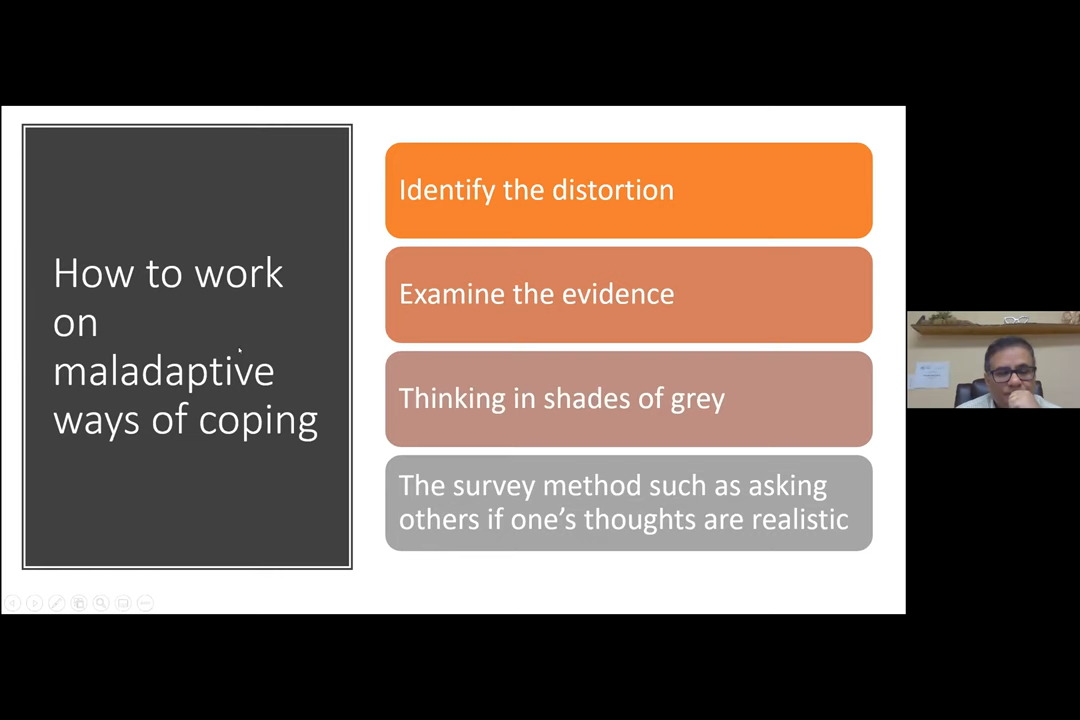 How to work
on
maladaptive
ways of coping
Identify the distortion
Examine the evidence
Thinking in shades of grey
The survey method such as asking
others if one’s thoughts are realistic